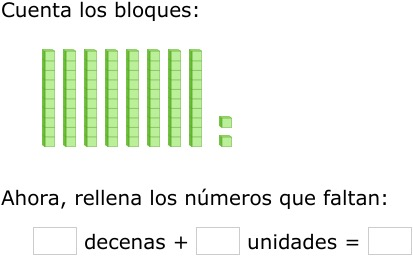 Cuenta los bloques:
Ahora, rellena los números que faltan:
decenas + unidades =